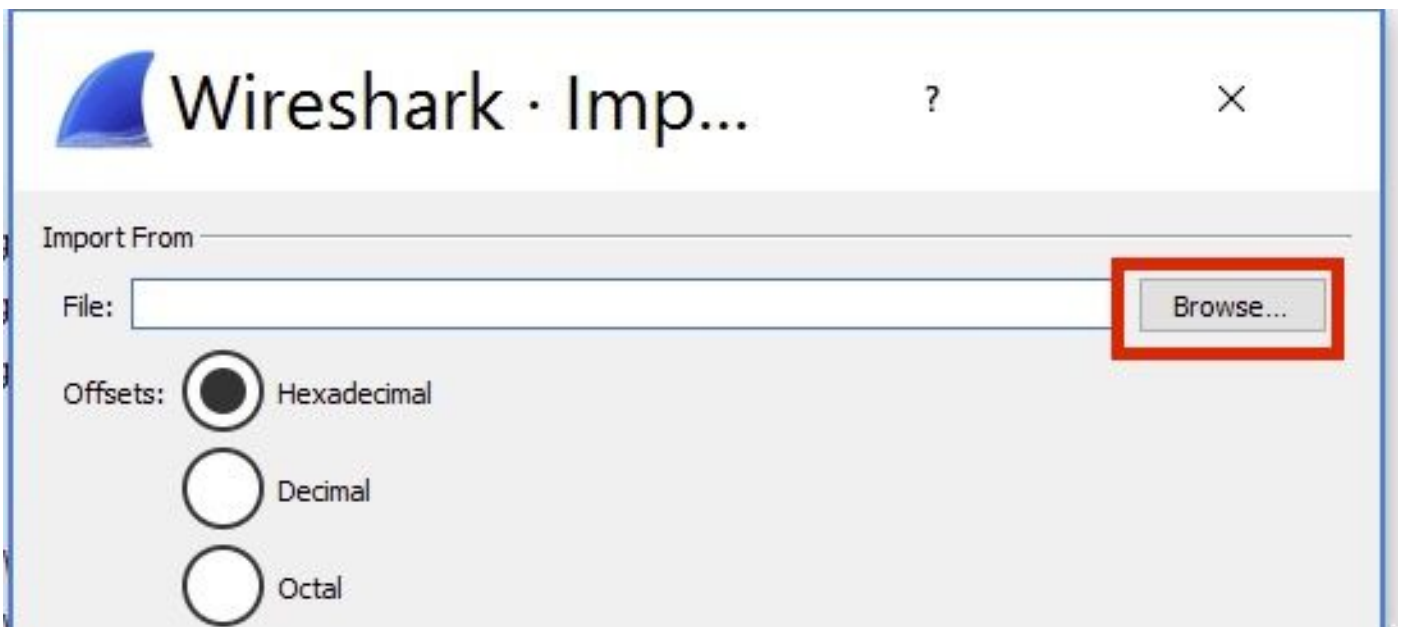 Wireshark · Imp...
?
Import From
File:
Browse...
Offsets:
Hexadecimal
Decimal
Octal